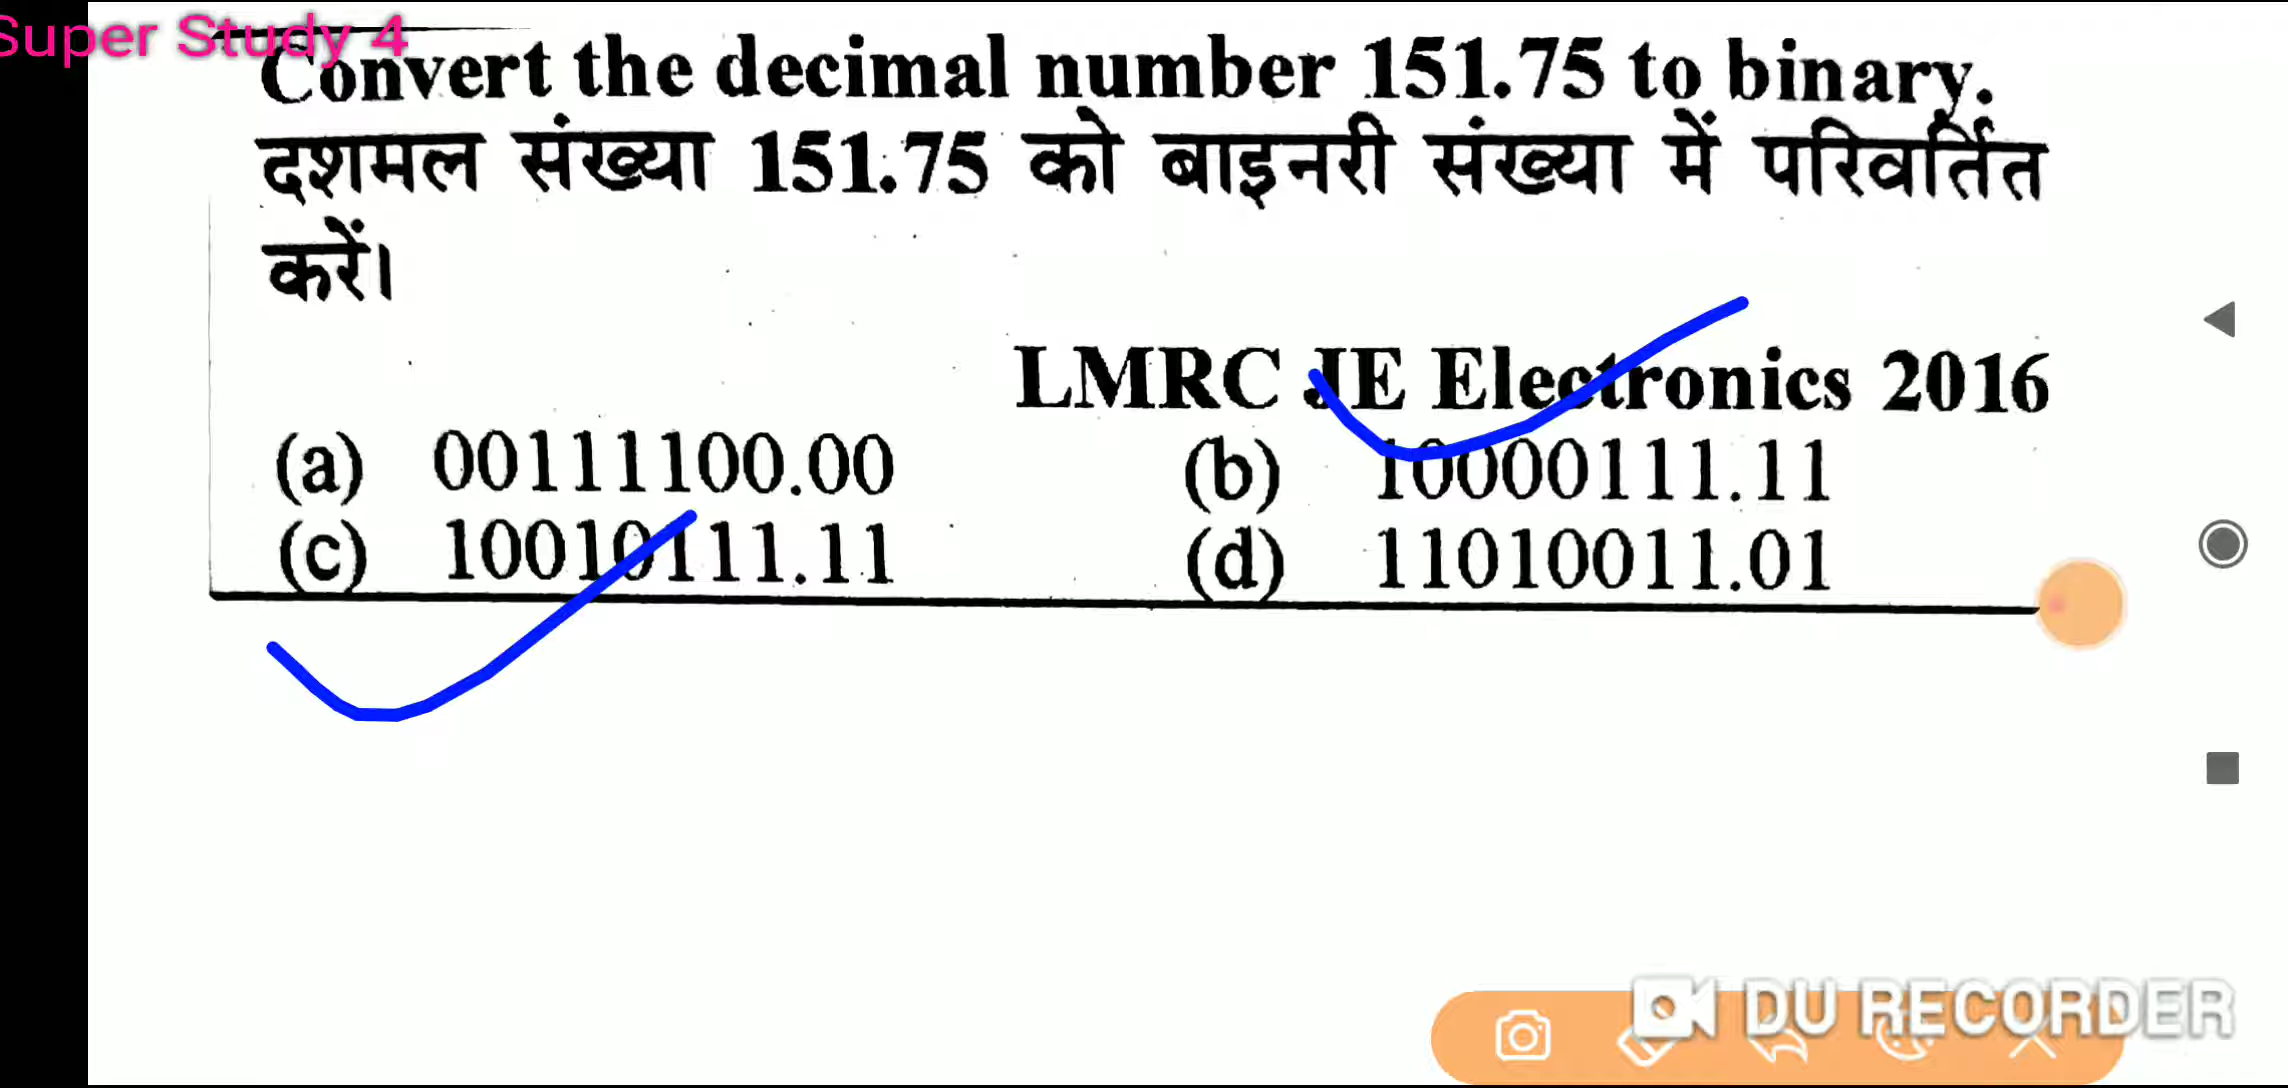 Super Study 4
Convert the decimal number 151.75 to binary.
दशमल संख्या 151.75 को बाइनरी संख्या में परिवर्तित
करें।
LMRC JE Electronics 2016
(a) 00111100.00 (b) 10000111.11
(c) 10010111.11 (d) 11010011.01
DU RECORDER